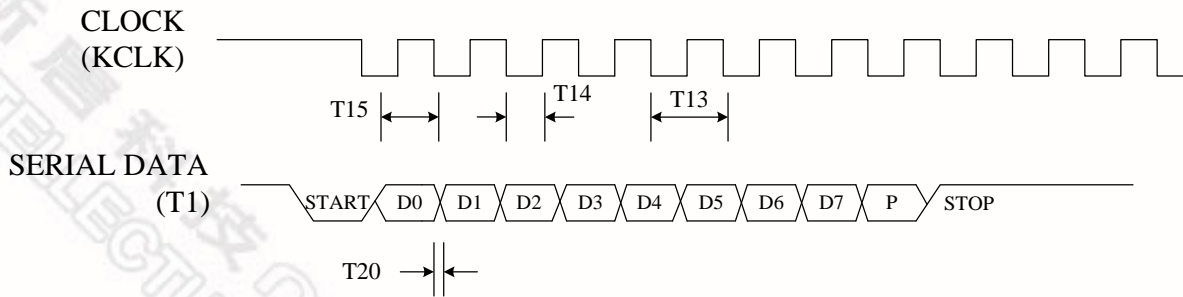 CLOCK
(KCLK)
T15
T14
T13
SERIAL DATA
(T1)
START D0 D1 D2 D3 D4 D5 D6 D7 P STOP
T20